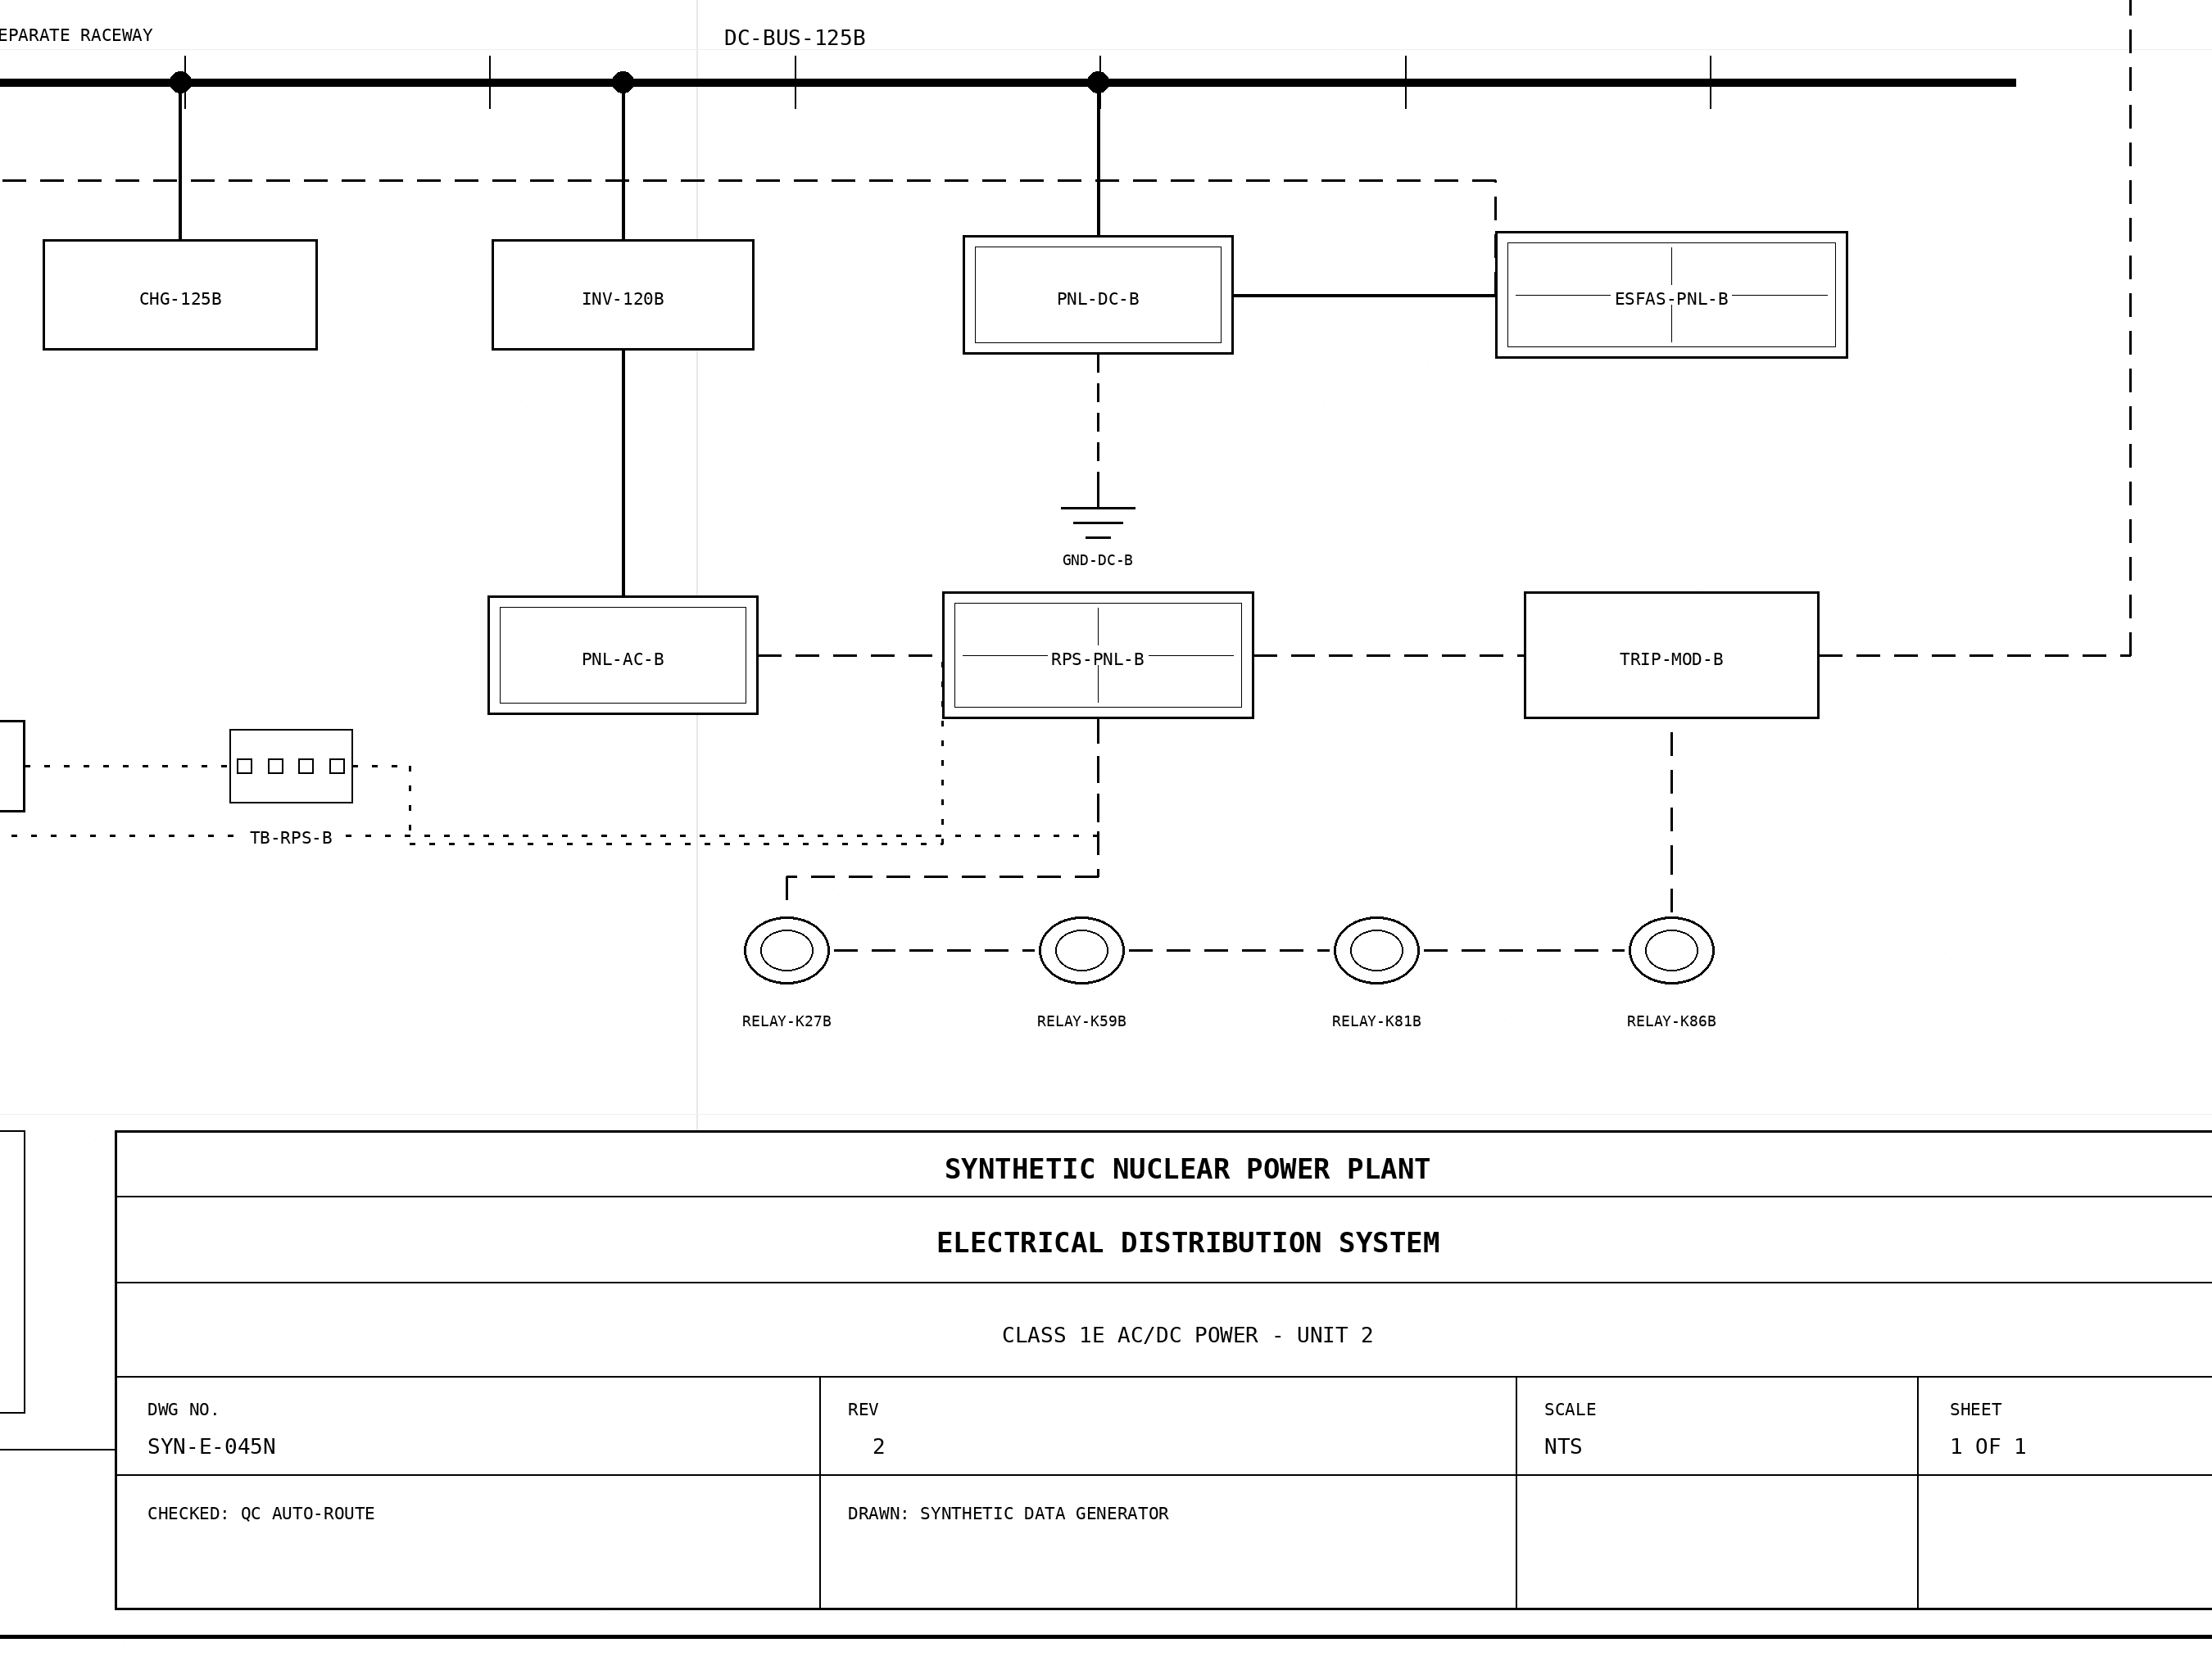 EPARATE RACEWAY
DC-BUS-125B
CHG-125B
INV-120B
PNL-DC-B
ESFAS-PNL-B
GND-DC-B
PNL-AC-B
RPS-PNL-B
TRIP-MOD-B
TB-RPS-B
RELAY-K27B
RELAY-K59B
RELAY-K81B
RELAY-K86B
SYNTHETIC NUCLEAR POWER PLANT
ELECTRICAL DISTRIBUTION SYSTEM
CLASS 1E AC/DC POWER - UNIT 2
DWG NO.
SYN-E-045N
REV
2
SCALE
NTS
SHEET
1 OF 1
CHECKED: QC AUTO-ROUTE
DRAWN: SYNTHETIC DATA GENERATOR